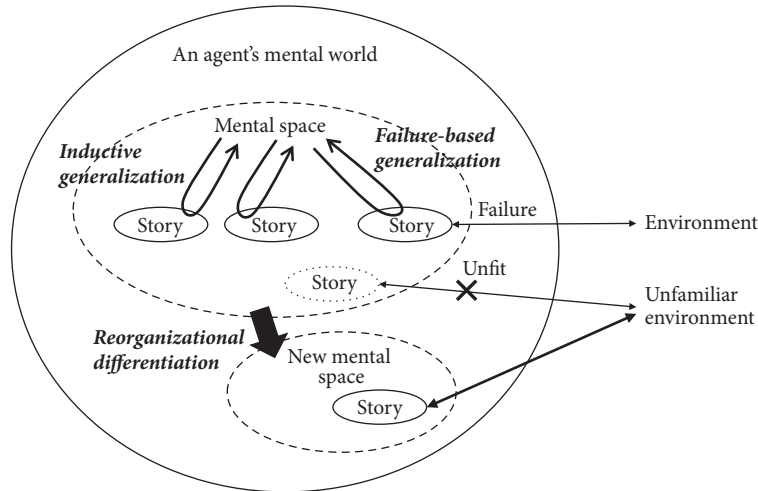 An agent's mental world
Mental space
Inductive
generalization
Failure-based
generalization
Story
Story
Story
Failure
Environment
Story
Unfit
Unfamiliar
environment
Reorganizational
differentiation
New mental
space
Story